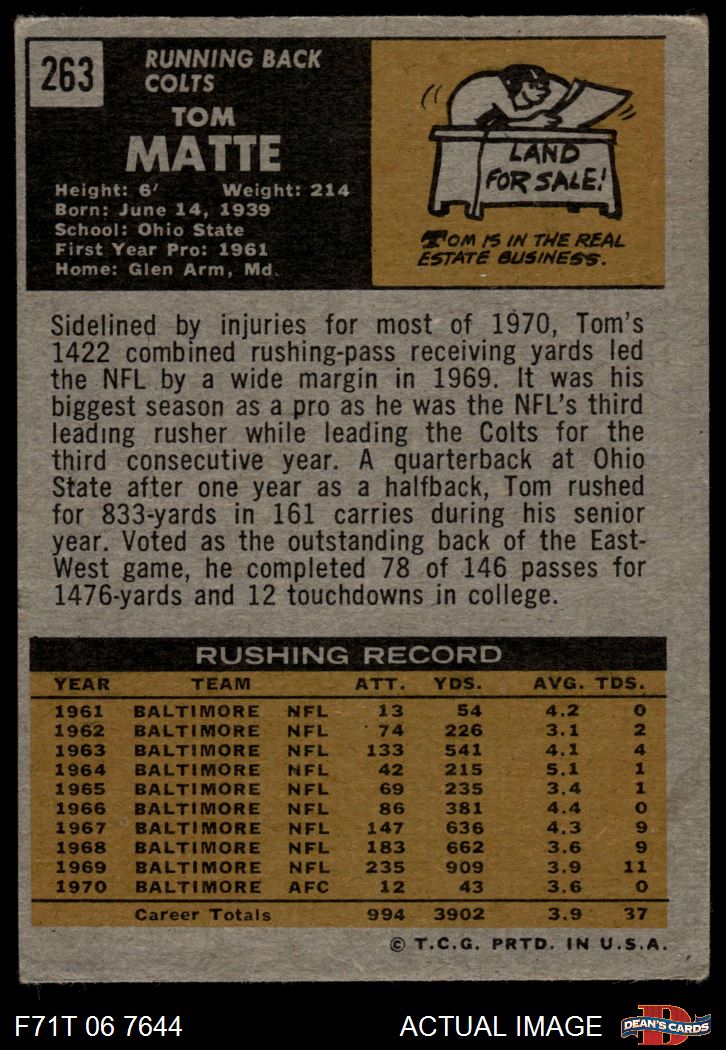 263
RUNNING BACK
COLTS
TOM
MATTE
Height: 6' Weight: 214
Born: June 14, 1939
School: Ohio State
First Year Pro: 1961
Home: Glen Arm, Md.
LAND
FOR SALE!
TOM IS IN THE REAL
ESTATE BUSINESS.
Sidelined by injuries for most of 1970, Tom's
1422 combined rushing-pass receiving yards led
the NFL by a wide margin in 1969. It was his
biggest season as a pro as he was the NFL's third
leading rusher while leading the Colts for the
third consecutive year. A quarterback at Ohio
State after one year as a halfback, Tom rushed
for 833-yards in 161 carries during his senior
year. Voted as the outstanding back of the East-
West game, he completed 78 of 146 passes for
1476-yards and 12 touchdowns in college.
RUSHING RECORD
YEAR TEAM ATT. YDS. AVG. TDS.
1961 BALTIMORE NFL 13 54 4.2 0
1962 BALTIMORE NFL 74 226 3.1 2
1963 BALTIMORE NFL 133 541 4.1 4
1964 BALTIMORE NFL 42 215 5.1 1
1965 BALTIMORE NFL 69 235 3.4 1
1966 BALTIMORE NFL 86 381 4.4 0
1967 BALTIMORE NFL 147 636 4.3 9
1968 BALTIMORE NFL 183 662 3.6 9
1969 BALTIMORE NFL 235 909 3.9 11
1970 BALTIMORE AFC 12 43 3.6 0
Career Totals 994 3902 3.9 37
© T.C.G. PRTD. IN U.S.A.
F71T 06 7644 ACTUAL IMAGE
D
DEAN'S CARDS